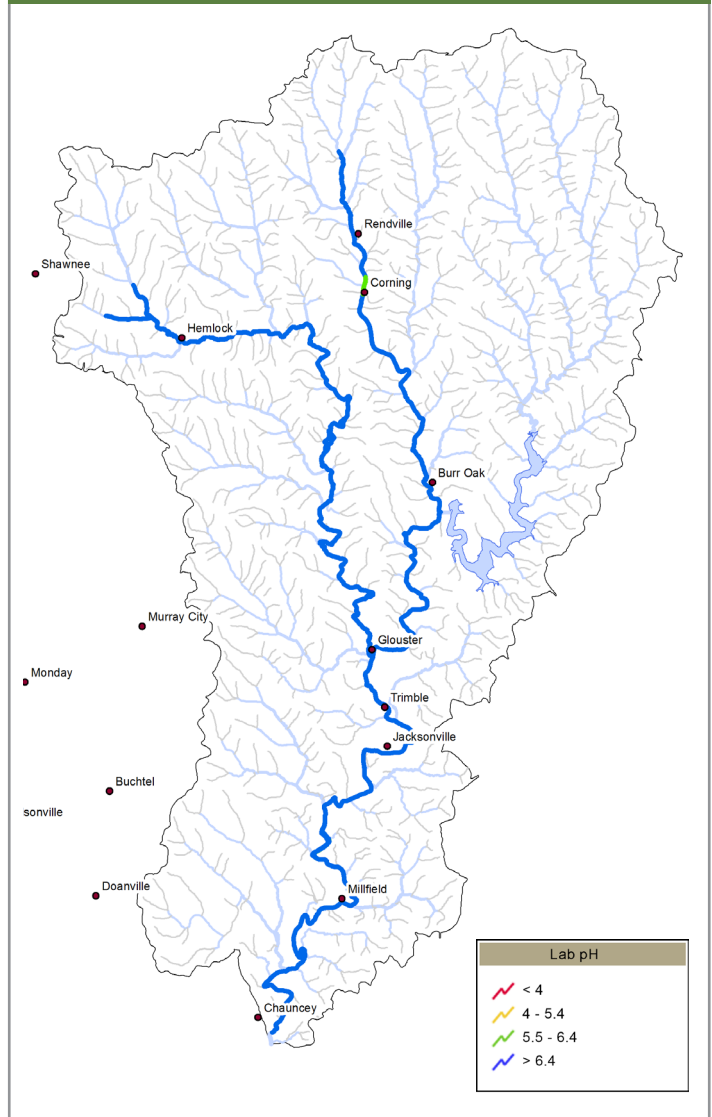 Rendville
Shawnee
Corning
Hemlock
Burr Oak
Murray City
Glouster
Monday
Trimble
Jacksonville
Buchtel
sonville
Doanville
Millfield
Chauncey
Lab pH
< 4
4 - 5.4
5.5 - 6.4
> 6.4